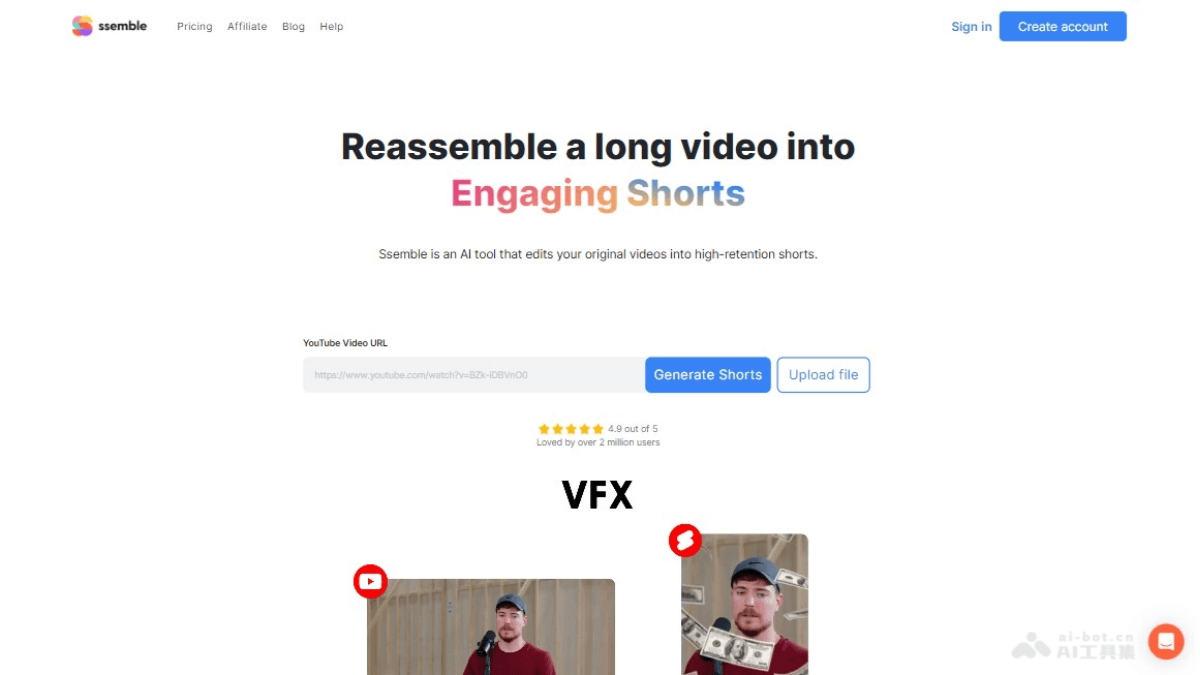 ssemble
Pricing Affiliate Blog Help
Sign in Create account
Reassemble a long video into
Engaging Shorts
Ssemble is an AI tool that edits your original videos into high-retention shorts.
YouTube Video URL
https://www.youtube.com/watch?v=BZk-iDBVnO0
Generate Shorts Upload file
4.9 out of 5
Loved by over 2 million users
VFX
ai-bot.cn
AI工具集